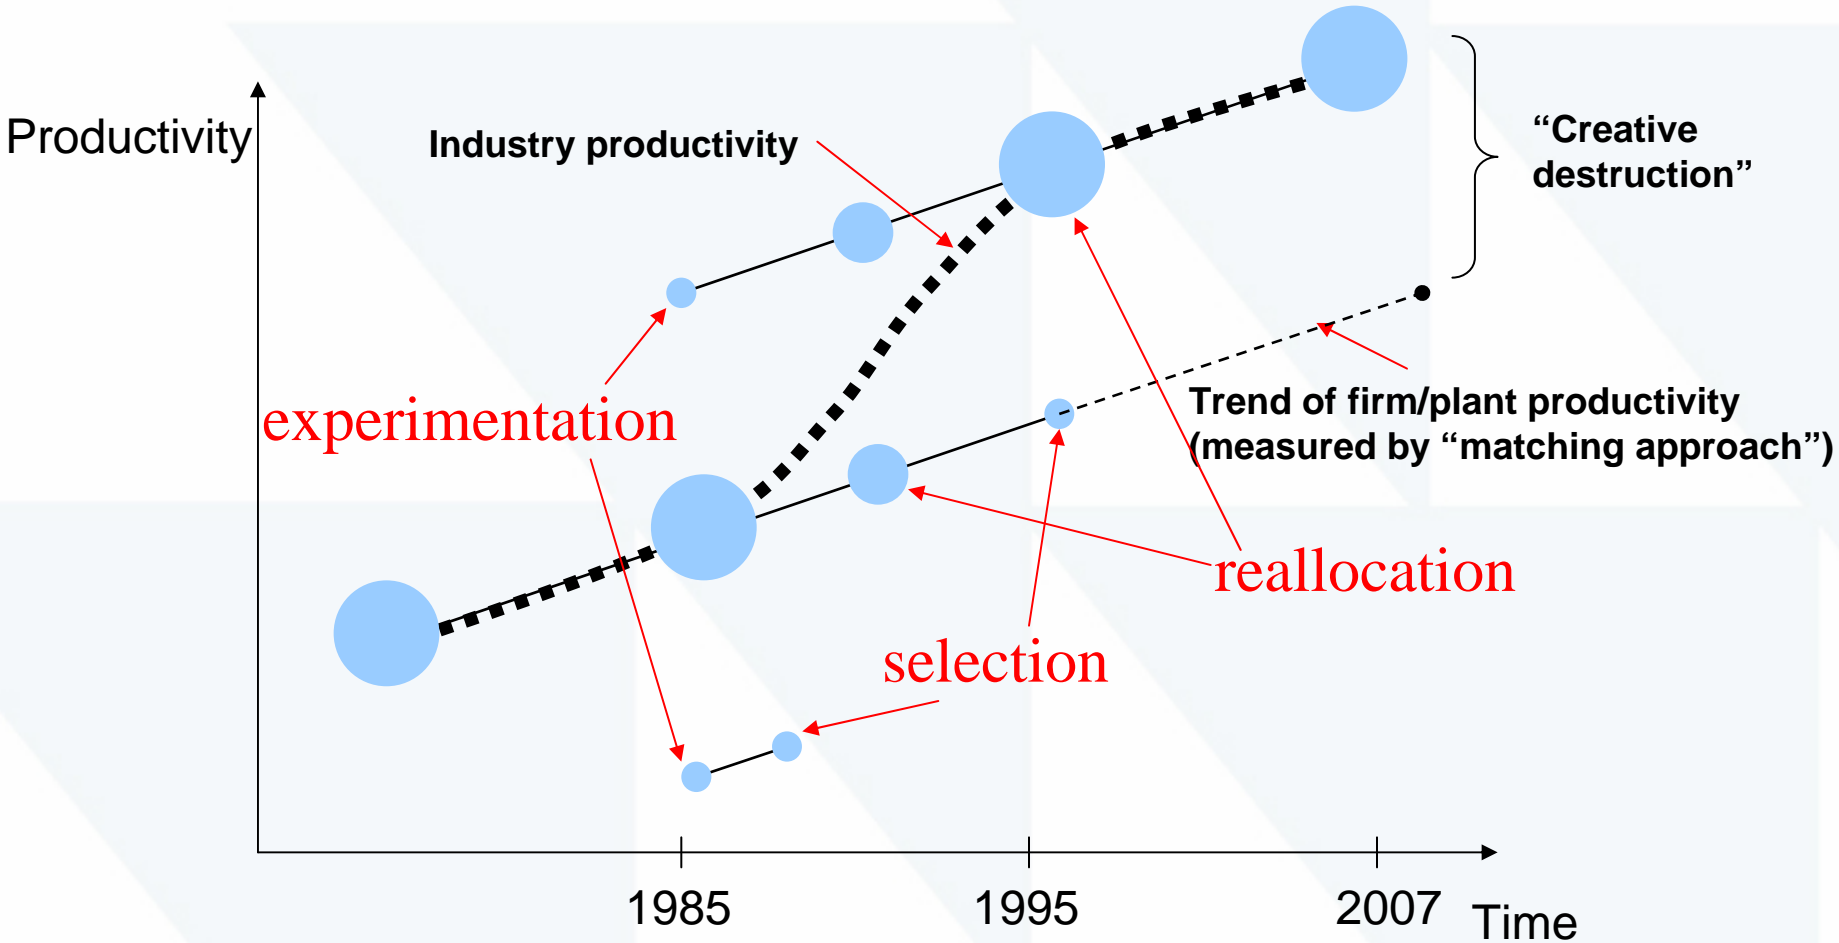 Productivity
Industry productivity
“Creative
destruction”
experimentation
Trend of firm/plant productivity
(measured by “matching approach”)
reallocation
selection
1985
1995
2007
Time